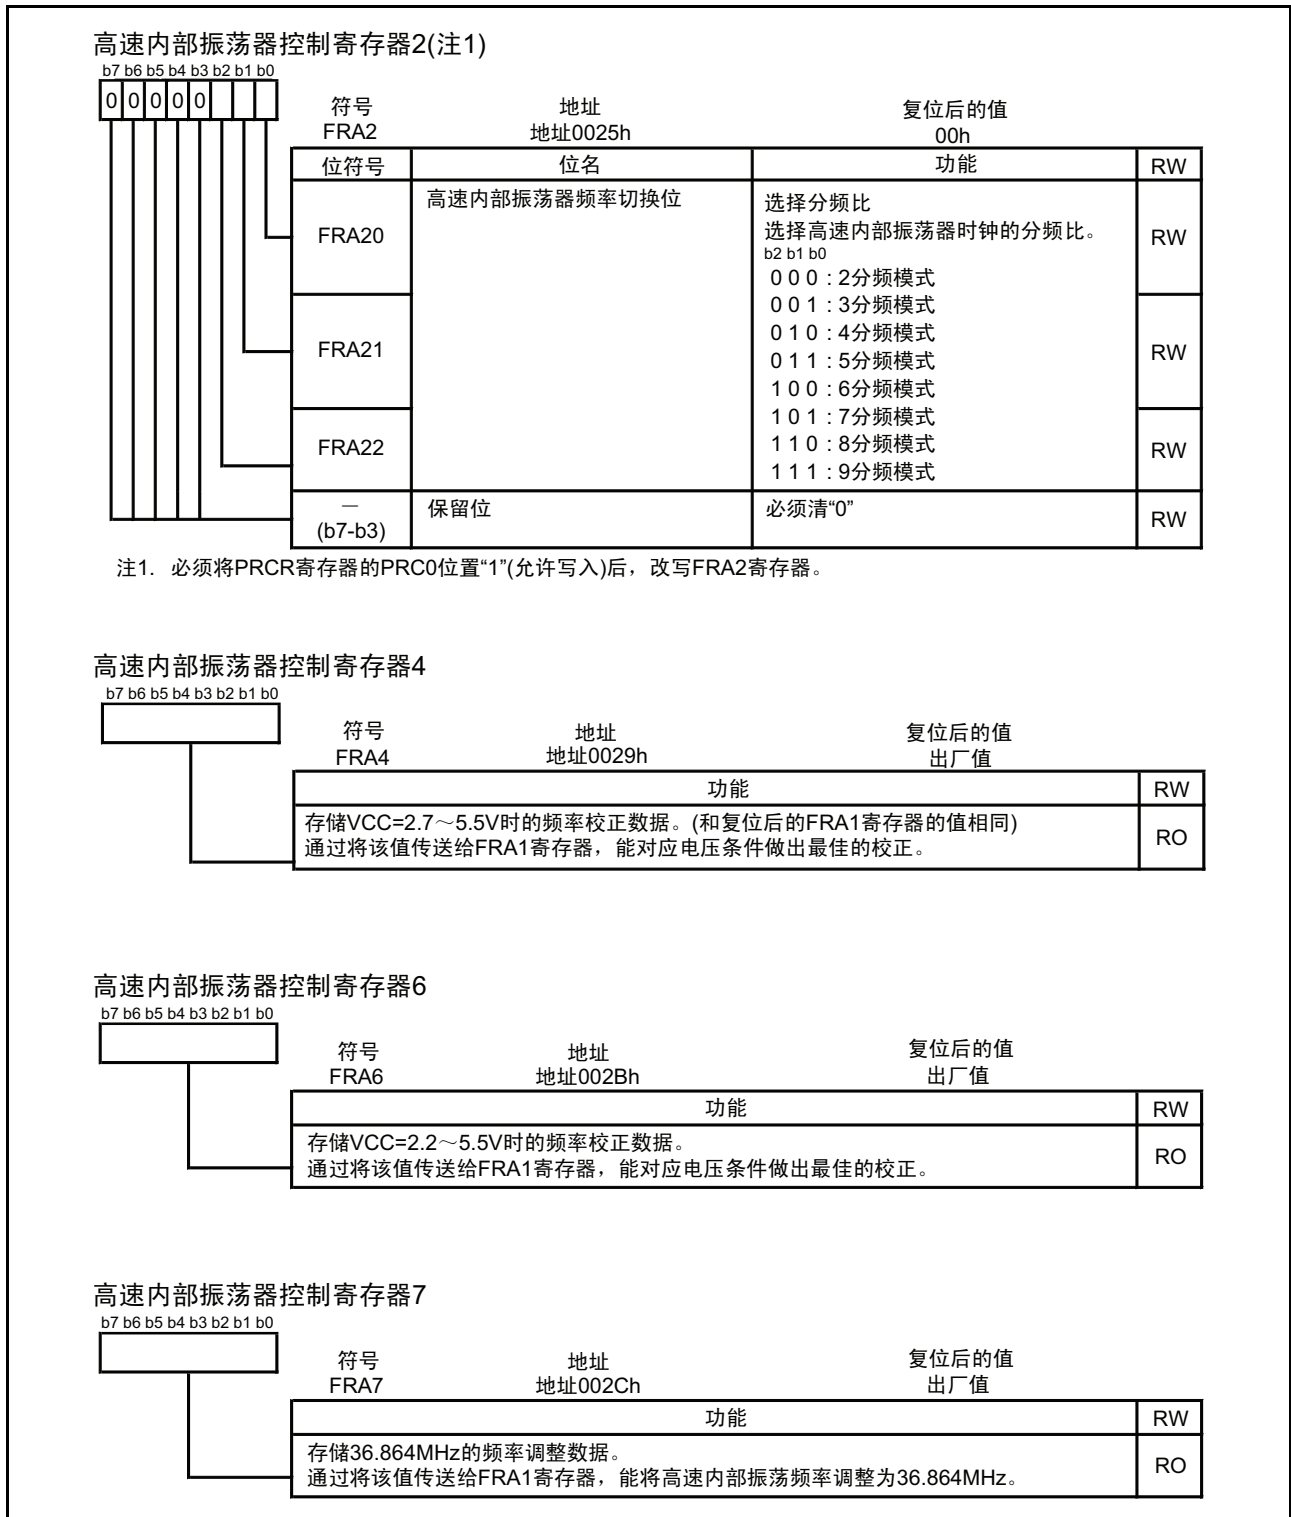 高速内部振荡器控制寄存器2(注1)
b7 b6 b5 b4 b3 b2 b1 b0
0 0 0 0 0
符号 地址 复位后的值
FRA2 地址0025h 00h
位符号 位名 功能 RW
FRA20 高速内部振荡器频率切换位 选择分频比
选择高速内部振荡器时钟的分频比。 RW
b2 b1 b0
0 0 0 : 2分频模式
0 0 1 : 3分频模式
0 1 0 : 4分频模式
FRA21 0 1 1 : 5分频模式 RW
1 0 0 : 6分频模式
1 0 1 : 7分频模式
FRA22 1 1 0 : 8分频模式 RW
1 1 1 : 9分频模式
—
(b7-b3) 保留位 必须清“0” RW
注1. 必须将PRCR寄存器的PRC0位置“1”(允许写入)后，改写FRA2寄存器。
高速内部振荡器控制寄存器4
b7 b6 b5 b4 b3 b2 b1 b0
符号 地址 复位后的值
FRA4 地址0029h 出厂值
功能 RW
存储VCC=2.7～5.5V时的频率校正数据。(和复位后的FRA1寄存器的值相同)
通过将该值传送给FRA1寄存器，能对应电压条件做出最佳的校正。 RO
高速内部振荡器控制寄存器6
b7 b6 b5 b4 b3 b2 b1 b0
符号 地址 复位后的值
FRA6 地址002Bh 出厂值
功能 RW
存储VCC=2.2～5.5V时的频率校正数据。
通过将该值传送给FRA1寄存器，能对应电压条件做出最佳的校正。 RO
高速内部振荡器控制寄存器7
b7 b6 b5 b4 b3 b2 b1 b0
符号 地址 复位后的值
FRA7 地址002Ch 出厂值
功能 RW
存储36.864MHz的频率调整数据。
通过将该值传送给FRA1寄存器，能将高速内部振荡频率调整为36.864MHz。 RO